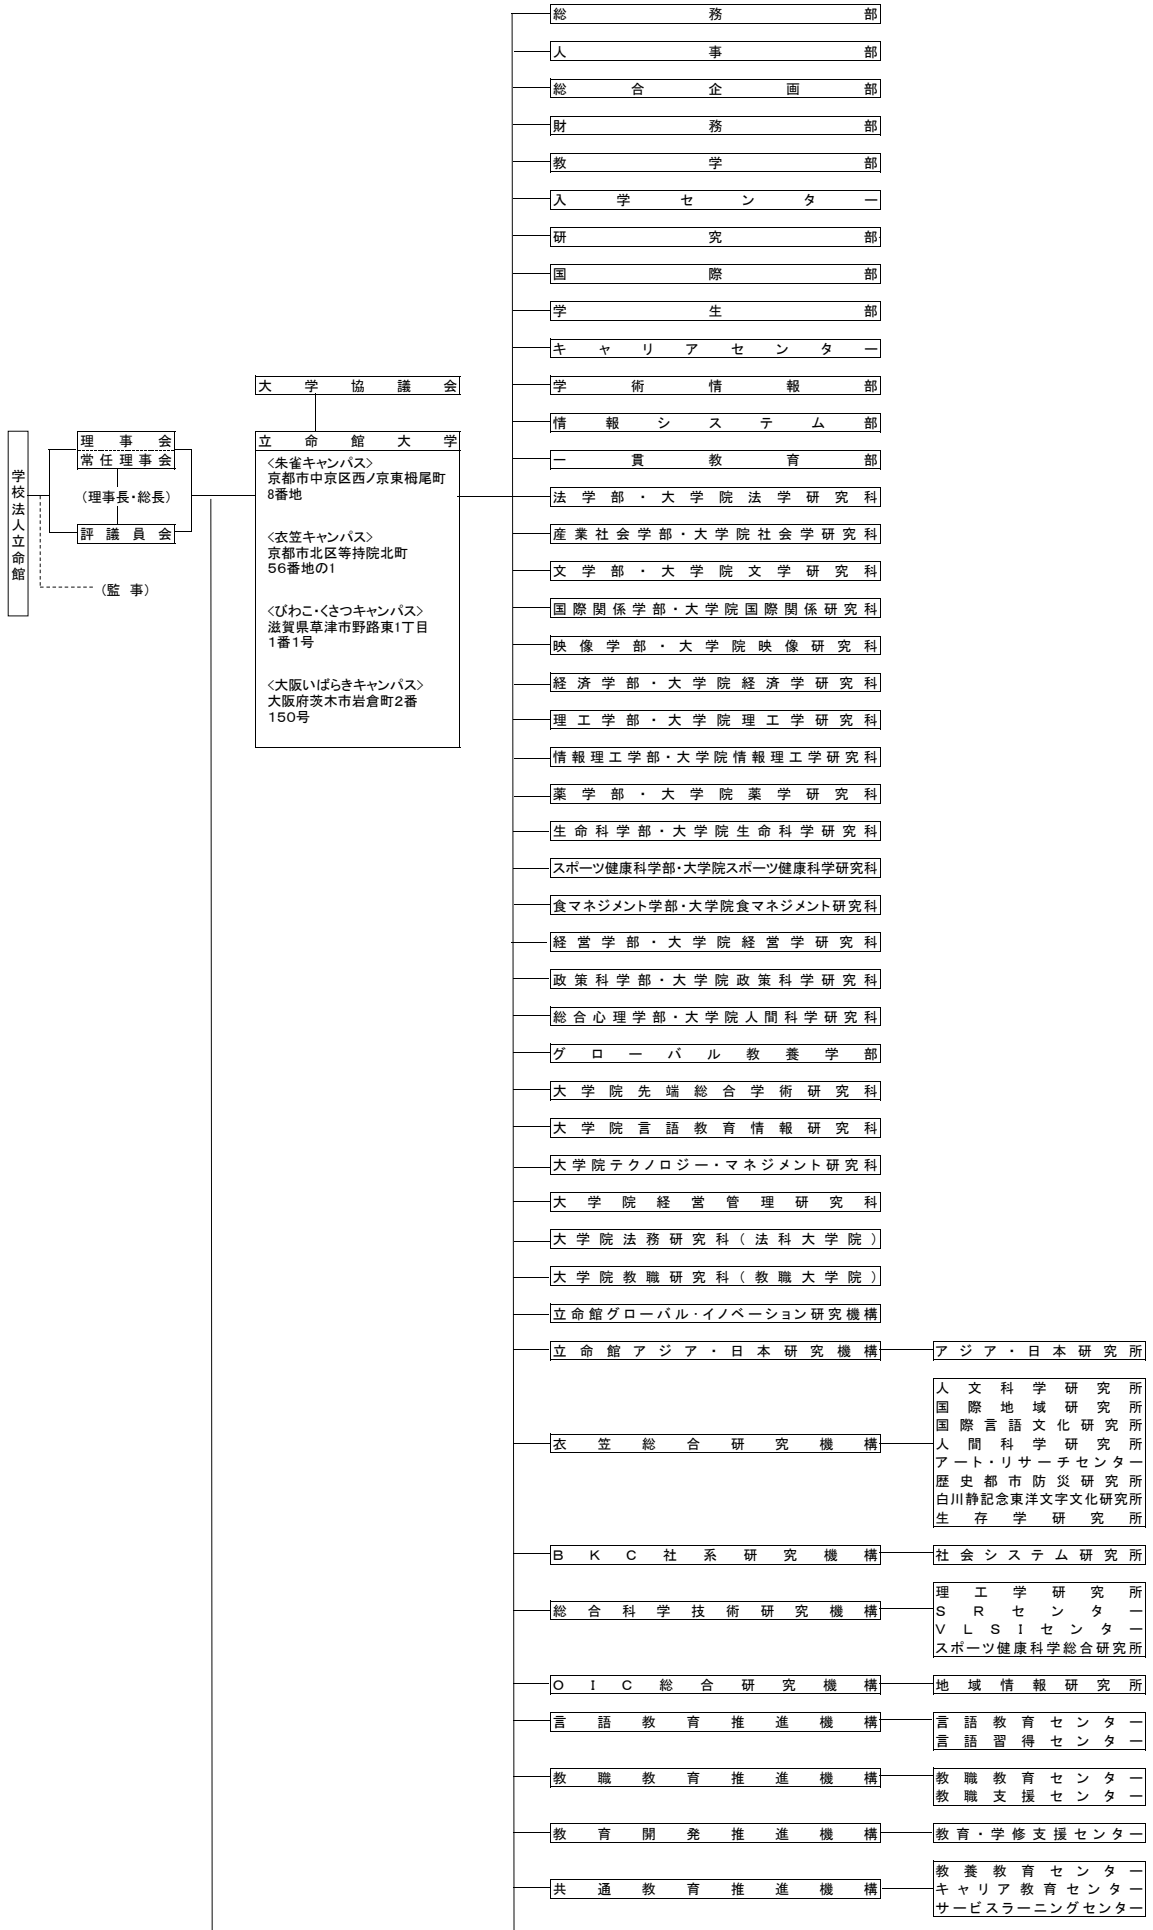 学校法人立命館
理事会
常任理事会
(理事長・総長)
評議員会
(監 事)
大学協議会
立命館大学
<朱雀キャンパス>
京都市中京区西ノ京東栂尾町
8番地
<衣笠キャンパス>
京都市北区等持院北町
56番地の1
<びわこ・くさつキャンパス>
滋賀県草津市野路東1丁目
1番1号
<大阪いばらきキャンパス>
大阪府茨木市岩倉町2番
150号
総務部
人事部
総合企画部
財務部
教学部
入学センター
研究部
国際部
学生部
キャリアセンター
学術情報部
情報システム部
一貫教育部
法学部・大学院法学研究科
産業社会学部・大学院社会学研究科
文学部・大学院文学研究科
国際関係学部・大学院国際関係研究科
映像学部・大学院映像研究科
経済学部・大学院経済学研究科
理工学部・大学院理工学研究科
情報理工学部・大学院情報理工学研究科
薬学部・大学院薬学研究科
生命科学部・大学院生命科学研究科
スポーツ健康科学部・大学院スポーツ健康科学研究科
食マネジメント学部・大学院食マネジメント研究科
経営学部・大学院経営学研究科
政策科学部・大学院政策科学研究科
総合心理学部・大学院人間科学研究科
グローバル教養学部
大学院先端総合学術研究科
大学院言語教育情報研究科
大学院テクノロジー・マネジメント研究科
大学院経営管理研究科
大学院法務研究科(法科大学院)
大学院教職研究科(教職大学院)
立命館グローバル・イノベーション研究機構
立命館アジア・日本研究機構
アジア・日本研究所
衣笠総合研究機構
人文科学研究所
国際地域研究所
国際言語文化研究所
人間科学研究所
アート・リサーチセンター
歴史都市防災研究所
白川静記念東洋文字文化研究所
生存学研究所
BKC社系研究機構
社会システム研究所
総合科学技術研究機構
理工学研究所
SRセンター
VLSIセンター
スポーツ健康科学総合研究所
OIC総合研究機構
地域情報研究所
言語教育推進機構
言語教育センター
言語習得センター
教職教育推進機構
教職教育センター
教職支援センター
教育開発推進機構
教育・学修支援センター
共通教育推進機構
教養教育センター
キャリア教育センター
サービスラーニングセンター